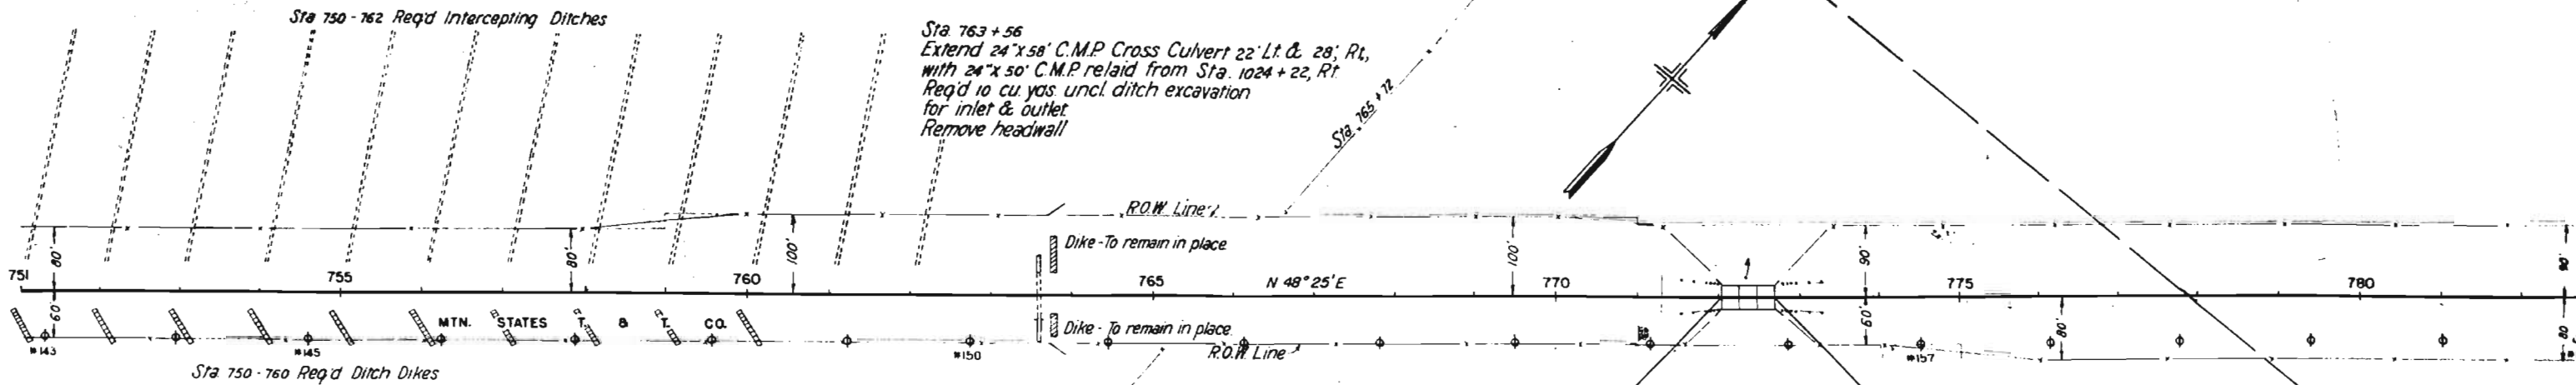 Sta 750 - 762 Req'd Intercepting Ditches
Sta. 763 + 56
Extend 24"x 58' C.M.P. Cross Culvert 22' Lt. & 28', Rt.,
with 24"x 50' C.M.P. relaid from Sta. 1024 + 22, Rt.
Req'd 10 cu. yds. uncl. ditch excavation
for inlet & outlet
Remove headwall
Sta. 765 + 72
R.O.W. Line
Dike - To remain in place
80'
80'
100'
100'
90'
90'
751
755
760
765
N 48° 25' E
770
775
780
60'
60'
80'
80
MTN. STATES T. & T. CO.
Dike - To remain in place
R.O.W. Line
#143
#145
#150
#157
Sta. 750 - 760 Req'd Ditch Dikes